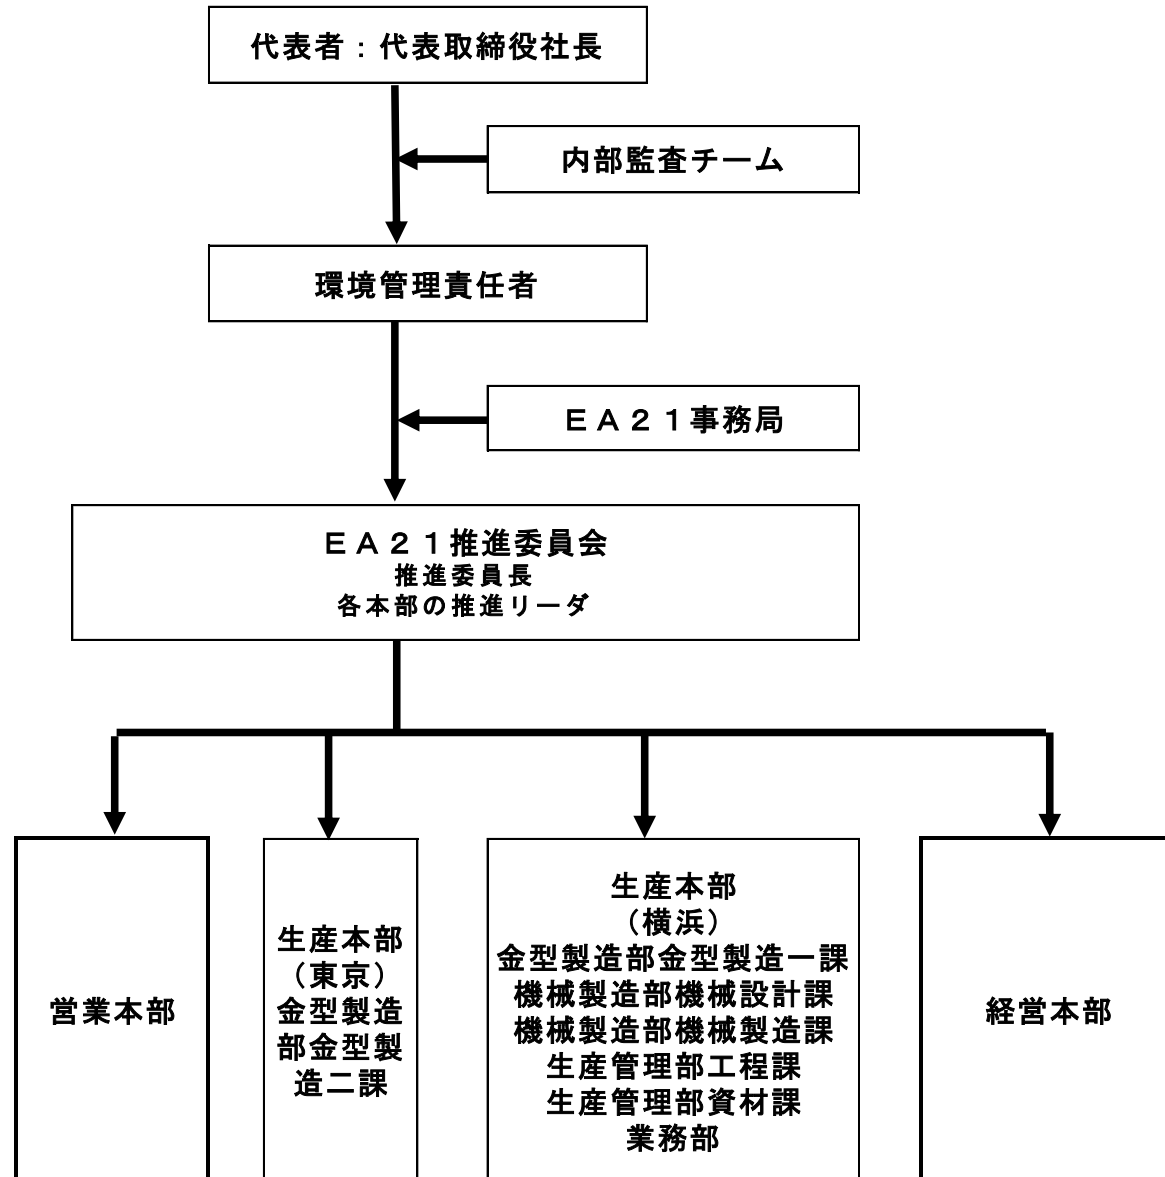 代表者：代表取締役社長
内部監査チーム
環境管理責任者
ＥＡ２１事務局
ＥＡ２１推進委員会
推進委員長
各本部の推進リーダ
営業本部
生産本部
（東京）
金型製造
部金型製
造二課
生産本部
（横浜）
金型製造部金型製造一課
機械製造部機械設計課
機械製造部機械製造課
生産管理部工程課
生産管理部資材課
業務部
経営本部